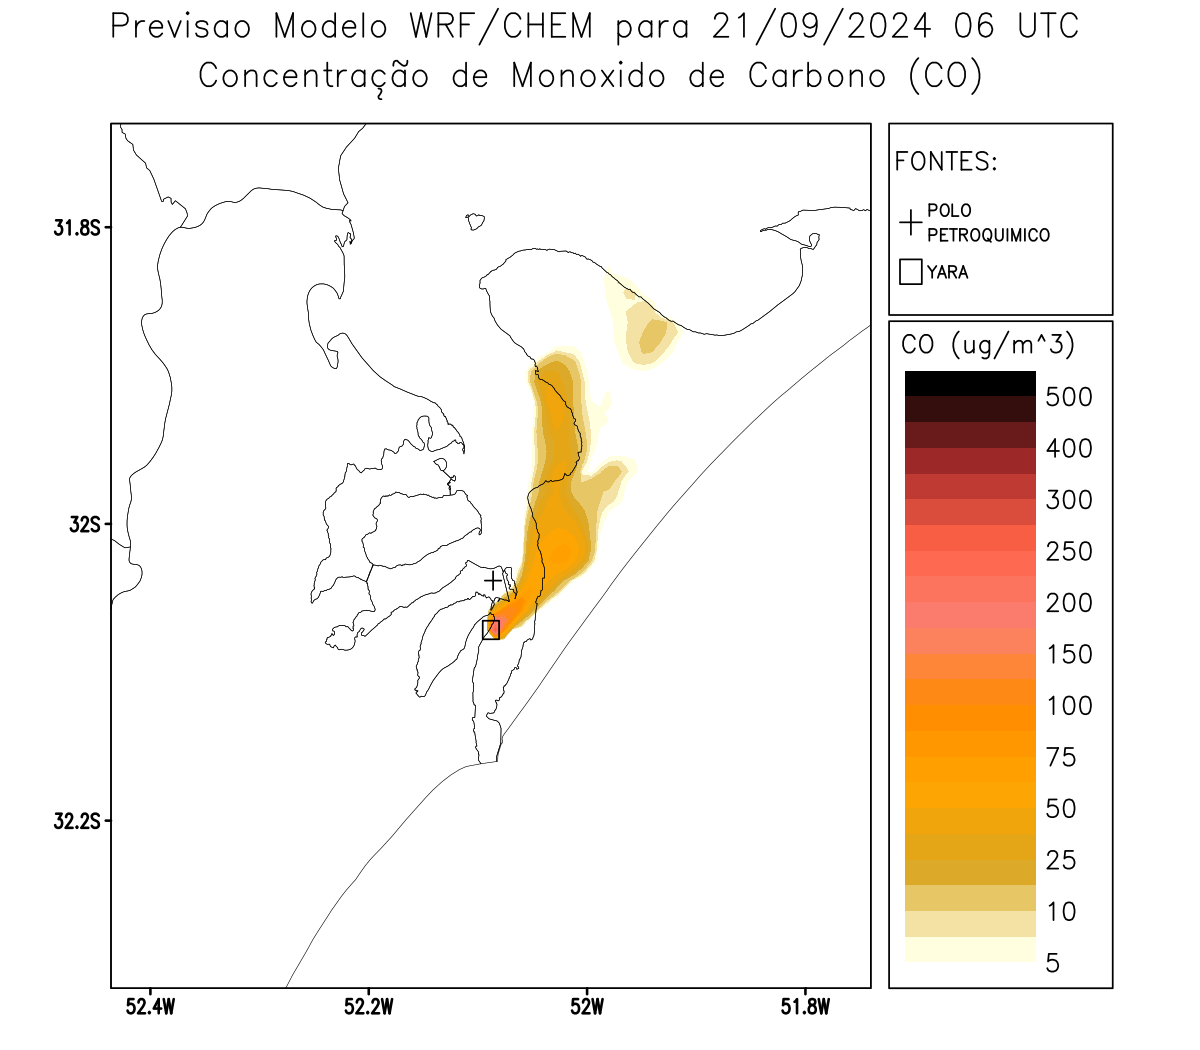 Previsao Modelo WRF/CHEM para 21/09/2024 06 UTC
Concentração de Monoxido de Carbono (CO)
FONTES:
POLO
PETROQUIMICO
YARA
CO (ug/m^3)
500
400
300
250
200
150
100
75
50
25
10
5
31.8S
32S
32.2S
52.4W
52.2W
52W
51.8W